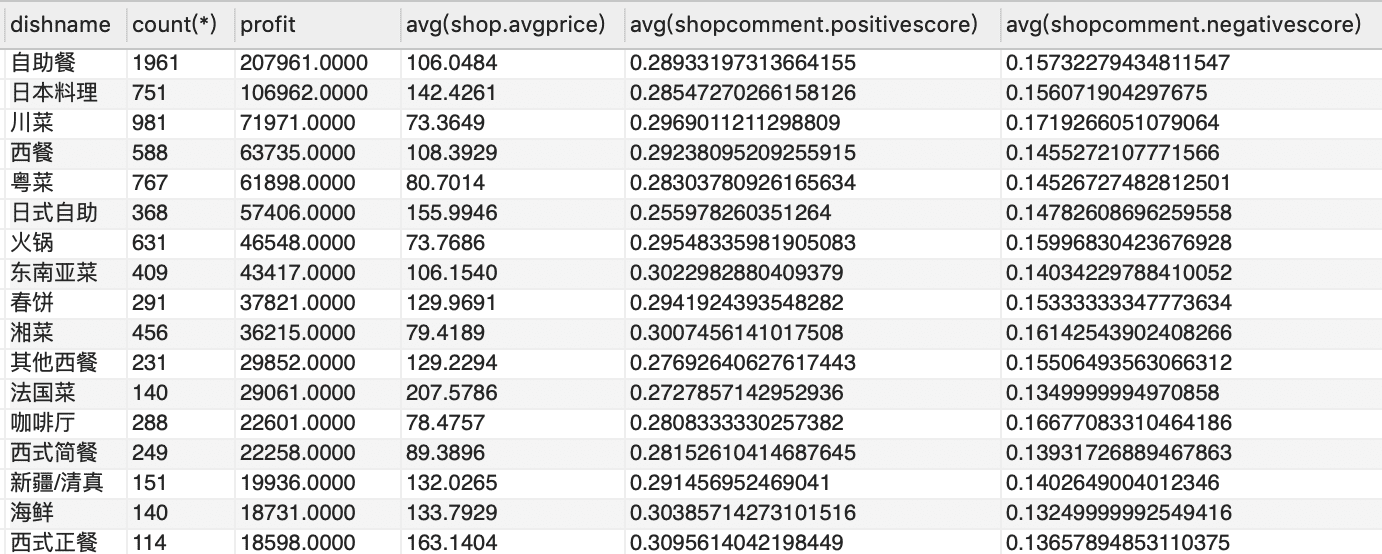 dishname count(*) profit avg(shop.avgprice) avg(shopcomment.positivescore) avg(shopcomment.negativescore)
自助餐 1961 207961.0000 106.0484 0.28933197313664155 0.15732279434811547
日本料理 751 106962.0000 142.4261 0.28547270266158126 0.156071904297675
川菜 981 71971.0000 73.3649 0.2969011211298809 0.1719266051079064
西餐 588 63735.0000 108.3929 0.29238095209255915 0.1455272107771566
粤菜 767 61898.0000 80.7014 0.28303780926165634 0.14526727482812501
日式自助 368 57406.0000 155.9946 0.255978260351264 0.14782608696259558
火锅 631 46548.0000 73.7686 0.29548335981905083 0.15996830423676928
东南亚菜 409 43417.0000 106.1540 0.3022982880409379 0.14034229788410052
春饼 291 37821.0000 129.9691 0.2941924393548282 0.15333333347773634
湘菜 456 36215.0000 79.4189 0.3007456141017508 0.16142543902408266
其他西餐 231 29852.0000 129.2294 0.27692640627617443 0.15506493563066312
法国菜 140 29061.0000 207.5786 0.2727857142952936 0.1349999994970858
咖啡厅 288 22601.0000 78.4757 0.2808333330257382 0.16677083310464186
西式简餐 249 22258.0000 89.3896 0.28152610414687645 0.13931726889467863
新疆/清真 151 19936.0000 132.0265 0.291456952469041 0.1402649004012346
海鲜 140 18731.0000 133.7929 0.30385714273101516 0.13249999992549416
西式正餐 114 18598.0000 163.1404 0.3095614042198449 0.13657894853110375